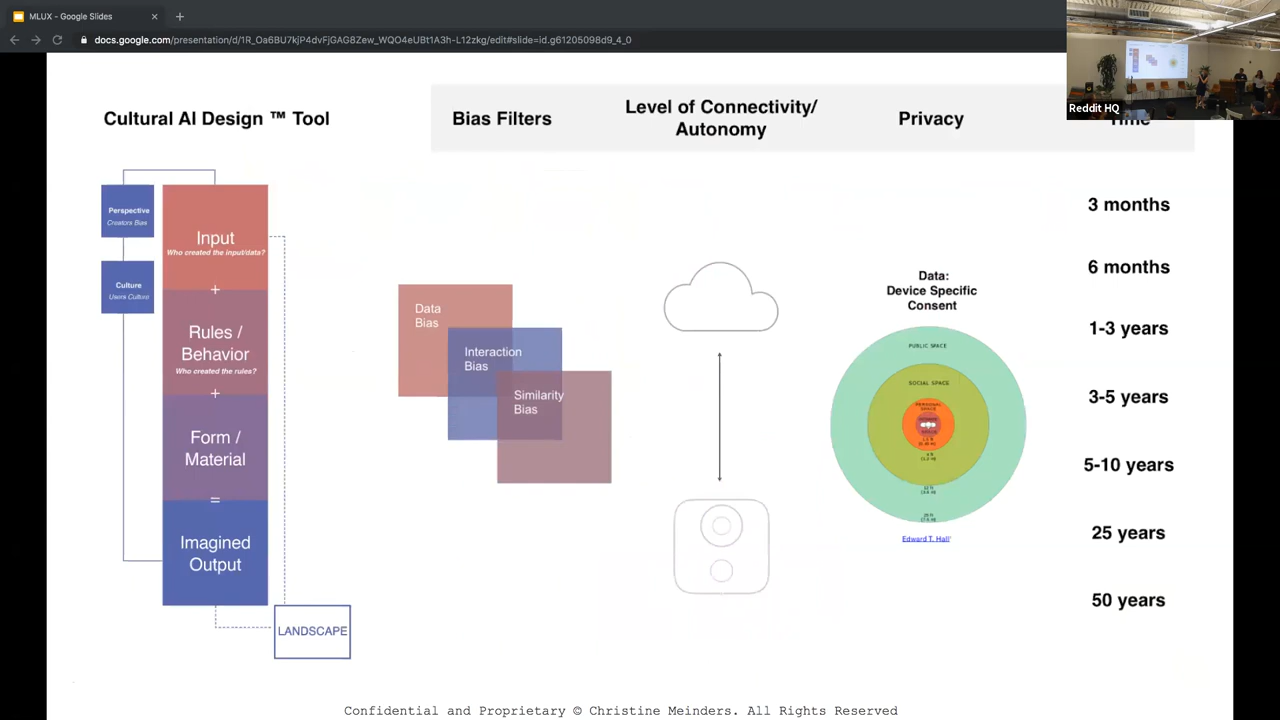 MLUX - Google Slides
docs.google.com/presentation/d/1R_Oa6BU7kjP4dvFjGAG8Zew_WQO4eUBt1A3h-L12zkg/edit#slide=id.g61205098d9_4_0
Reddit HQ
Cultural AI Design ™ Tool
Bias Filters
Level of Connectivity/
Autonomy
Privacy
Time
Perspective
Creators Bias
Culture
Users Culture
Input
Who created the input/data?
+
Rules /
Behavior
Who created the rules?
+
Form /
Material
=
Imagined
Output
LANDSCAPE
Data
Bias
Interaction
Bias
Similarity
Bias
Data:
Device Specific
Consent
PUBLIC SPACE
SOCIAL SPACE
PERSONAL
SPACE
Edward T. Hall
3 months
6 months
1-3 years
3-5 years
5-10 years
25 years
50 years
Confidential and Proprietary © Christine Meinders. All Rights Reserved